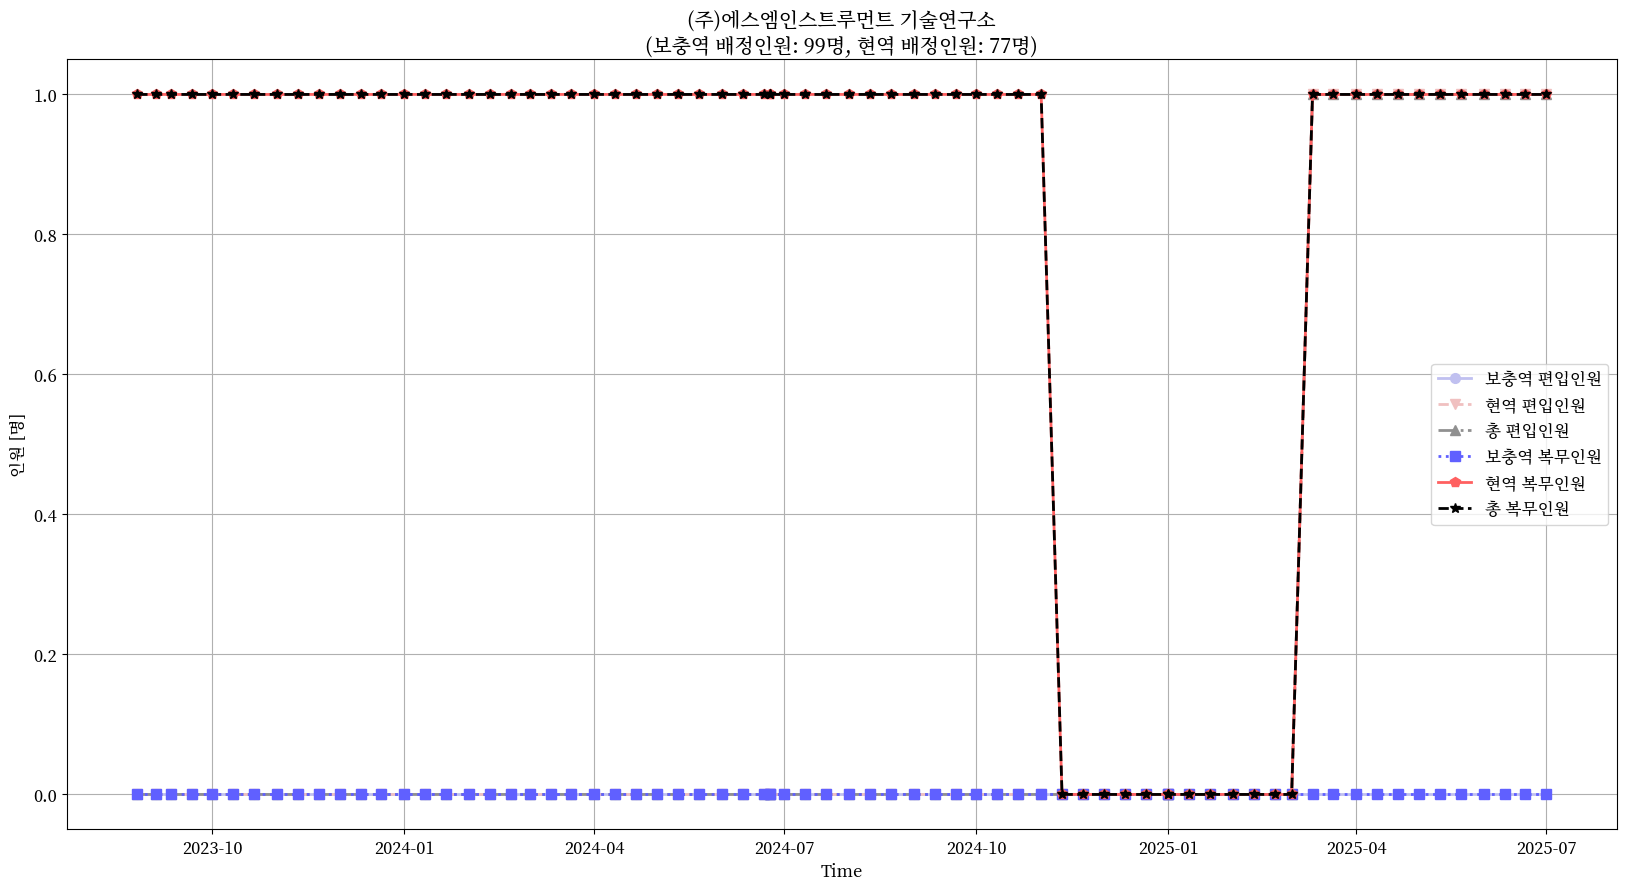 (주)에스엠인스트루먼트 기술연구소
(보충역 배정인원: 99명, 현역 배정인원: 77명)
1.0
0.8
0.6
0.4
0.2
0.0
인원 [명]
보충역 편입인원
현역 편입인원
총 편입인원
보충역 복무인원
현역 복무인원
총 복무인원
2023-10
2024-01
2024-04
2024-07
2024-10
2025-01
2025-04
2025-07
Time